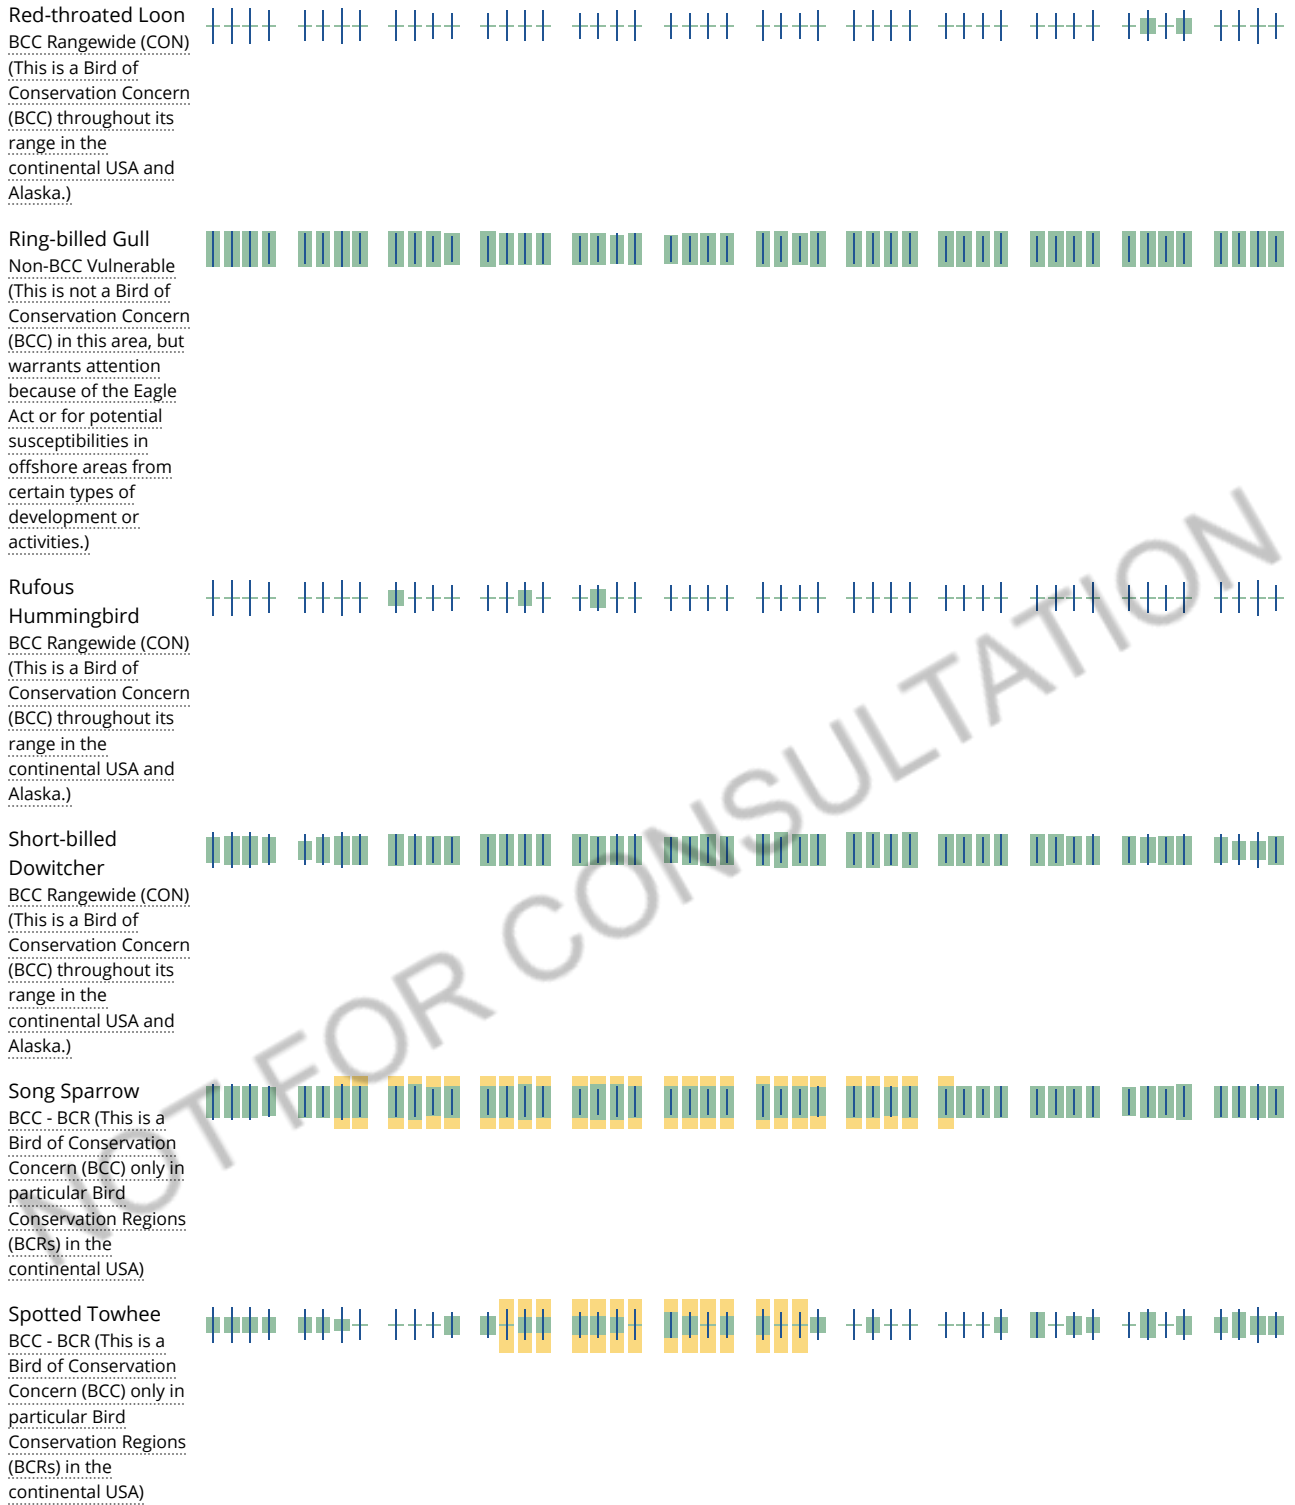 Red-throated Loon
BCC Rangewide (CON)
(This is a Bird of
Conservation Concern
(BCC) throughout its
range in the
continental USA and
Alaska.)
Ring-billed Gull
Non-BCC Vulnerable
(This is not a Bird of
Conservation Concern
(BCC) in this area, but
warrants attention
because of the Eagle
Act or for potential
susceptibilities in
offshore areas from
certain types of
development or
activities.)
Rufous
Hummingbird
BCC Rangewide (CON)
(This is a Bird of
Conservation Concern
(BCC) throughout its
range in the
continental USA and
Alaska.)
Short-billed
Dowitcher
BCC Rangewide (CON)
(This is a Bird of
Conservation Concern
(BCC) throughout its
range in the
continental USA and
Alaska.)
Song Sparrow
BCC - BCR (This is a
Bird of Conservation
Concern (BCC) only in
particular Bird
Conservation Regions
(BCRs) in the
continental USA)
Spotted Towhee
BCC - BCR (This is a
Bird of Conservation
Concern (BCC) only in
particular Bird
Conservation Regions
(BCRs) in the
continental USA)
NOT FOR CONSULTATION